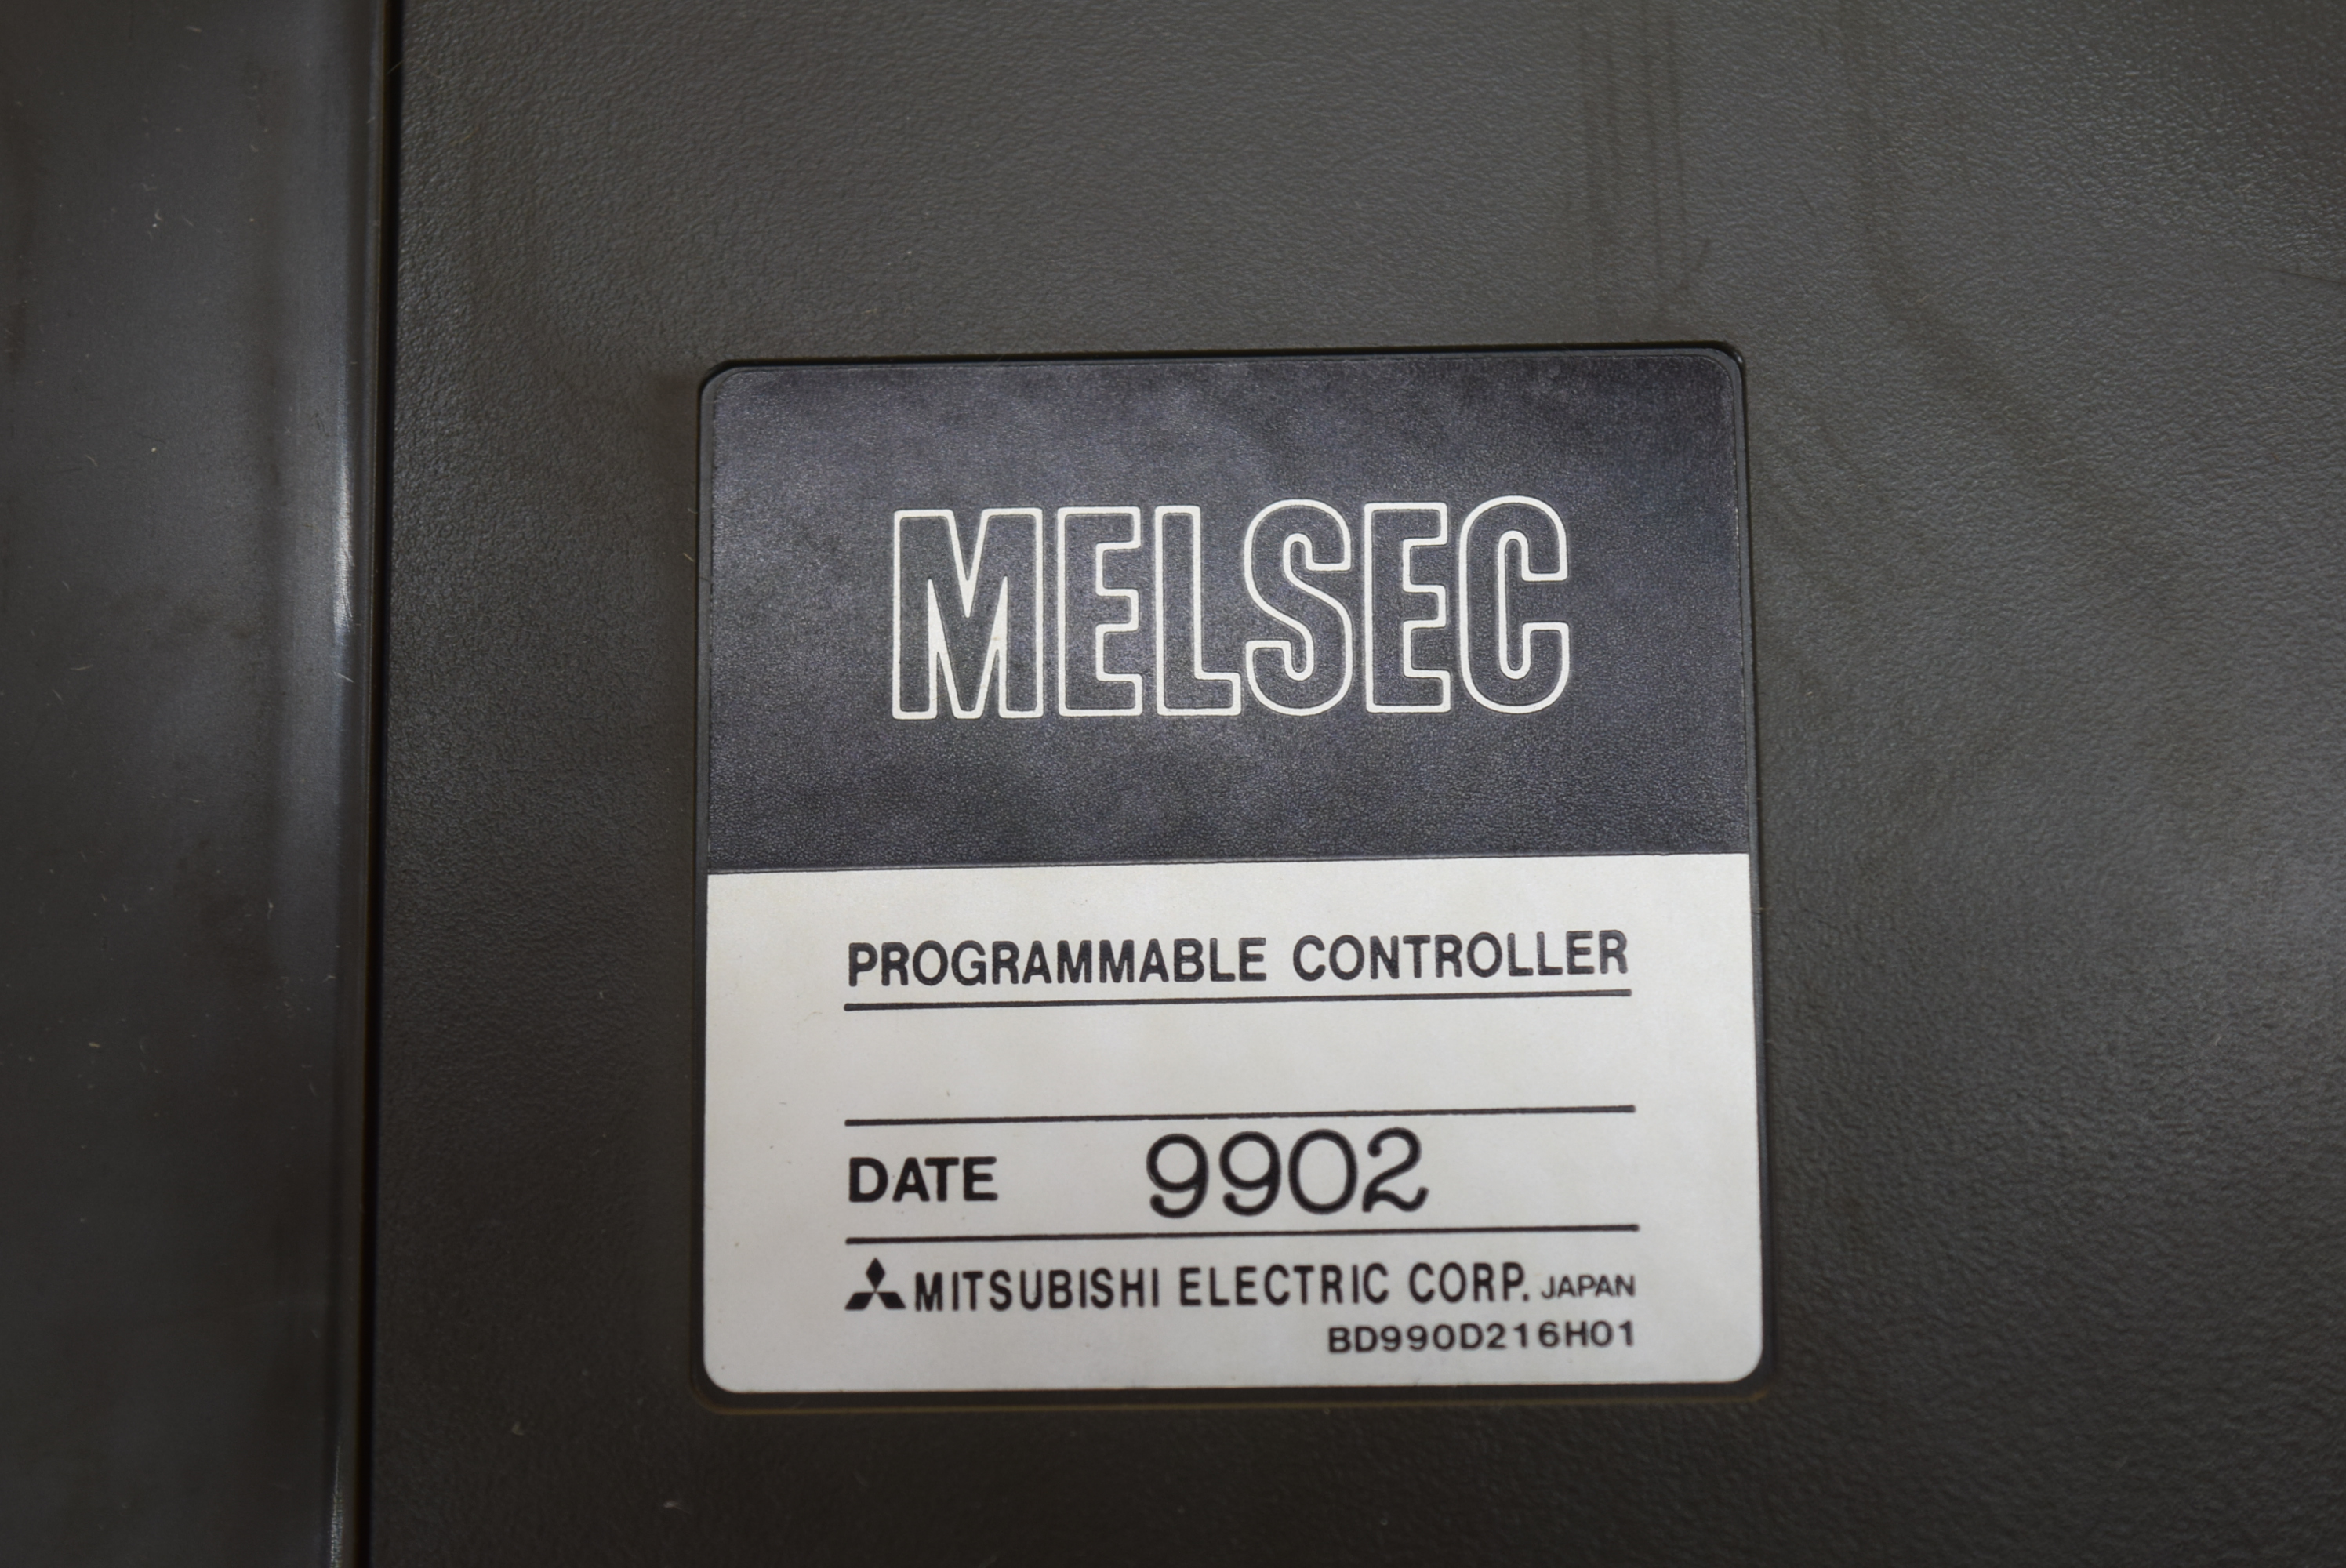 MELSEC
PROGRAMMABLE CONTROLLER
DATE 9902
MITSUBISHI ELECTRIC CORP. JAPAN
BD990D216H01